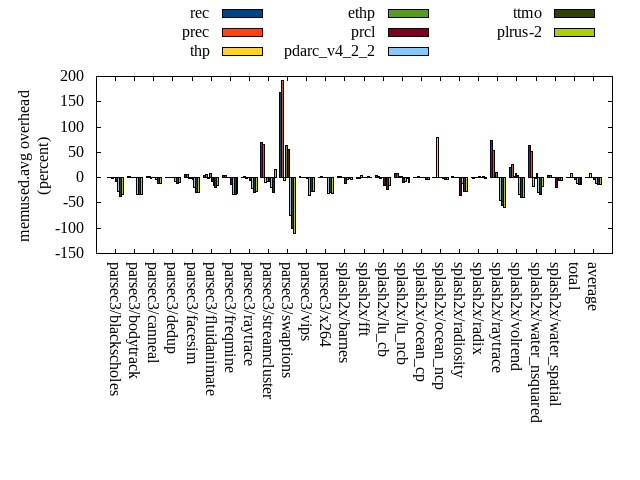 rec ethp ttmo
prec prcl plrus-2
thp pdarc_v4_2_2
memused.avg overhead
(percent)
200
150
100
50
0
-50
-100
-150
parsec3/blackscholes
parsec3/bodytrack
parsec3/canneal
parsec3/dedup
parsec3/facesim
parsec3/fluidanimate
parsec3/freqmine
parsec3/raytrace
parsec3/streamcluster
parsec3/swaptions
parsec3/vips
parsec3/x264
splash2x/barnes
splash2x/fft
splash2x/lu_cb
splash2x/lu_ncb
splash2x/ocean_cp
splash2x/ocean_ncp
splash2x/radiosity
splash2x/radix
splash2x/raytrace
splash2x/volrend
splash2x/water_nsquared
splash2x/water_spatial
total
average